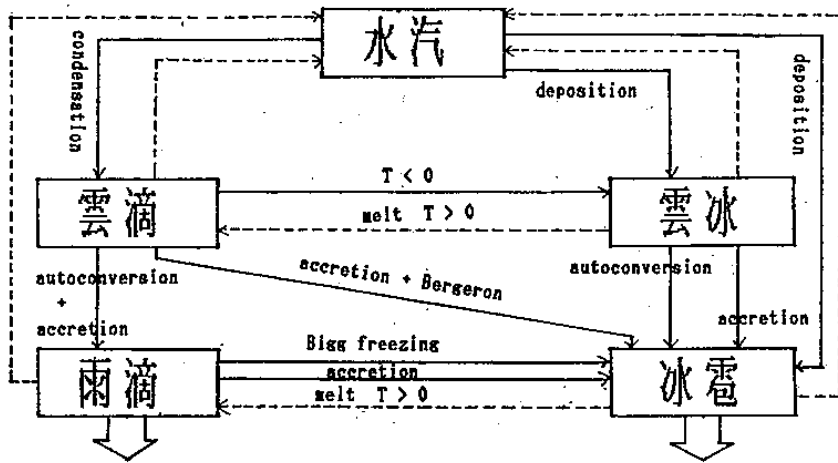 水汽
condensation
deposition
deposition
雲滴
T < 0
melt T > 0
雲冰
autoconversion
+
accretion
accretion + Bergeron
autoconversion
accretion
雨滴
Bigg freezing
accretion
melt T > 0
冰雹